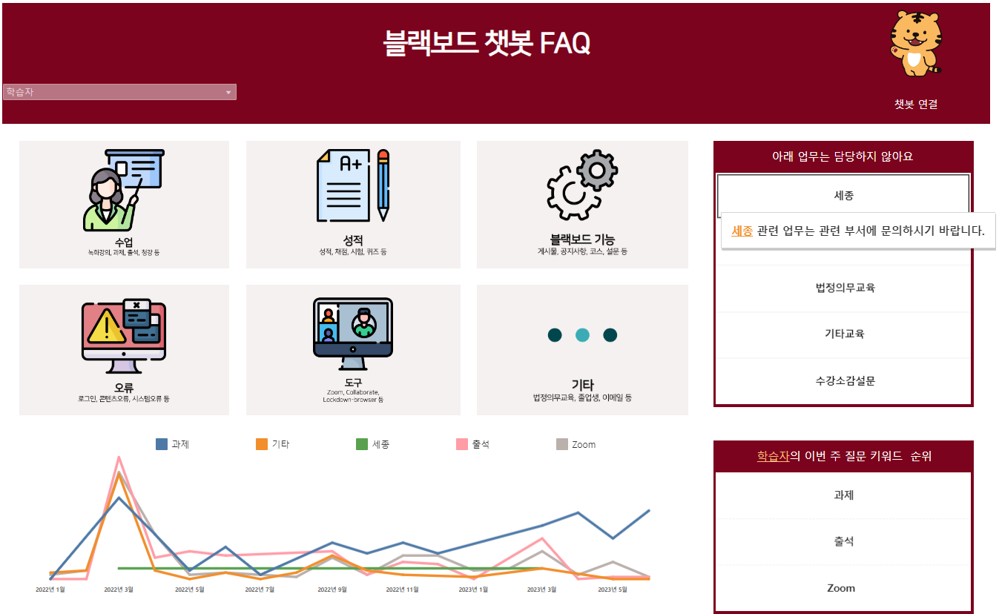 블랙보드 챗봇 FAQ
학습자
챗봇 연결
A+
수업
녹화강의, 과제, 출석, 청강 등
성적
성적, 채점, 시험, 퀴즈 등
블랙보드 기능
게시물, 공지사항, 코스, 설문 등
오류
로그인, 콘텐츠오류, 시스템오류 등
도구
Zoom, Collaborate,
Lockdown-browser 등
기타
법정의무교육, 졸업생, 이메일 등
아래 업무는 담당하지 않아요
세종
세종 관련 업무는 관련 부서에 문의하시기 바랍니다.
법정의무교육
기타교육
수강소감설문
과제 기타 세종 출석 Zoom
2022년 1월 2022년 3월 2022년 5월 2022년 7월 2022년 9월 2022년 11월 2023년 1월 2023년 3월 2023년 5월
학습자의 이번 주 질문 키워드 순위
과제
출석
Zoom